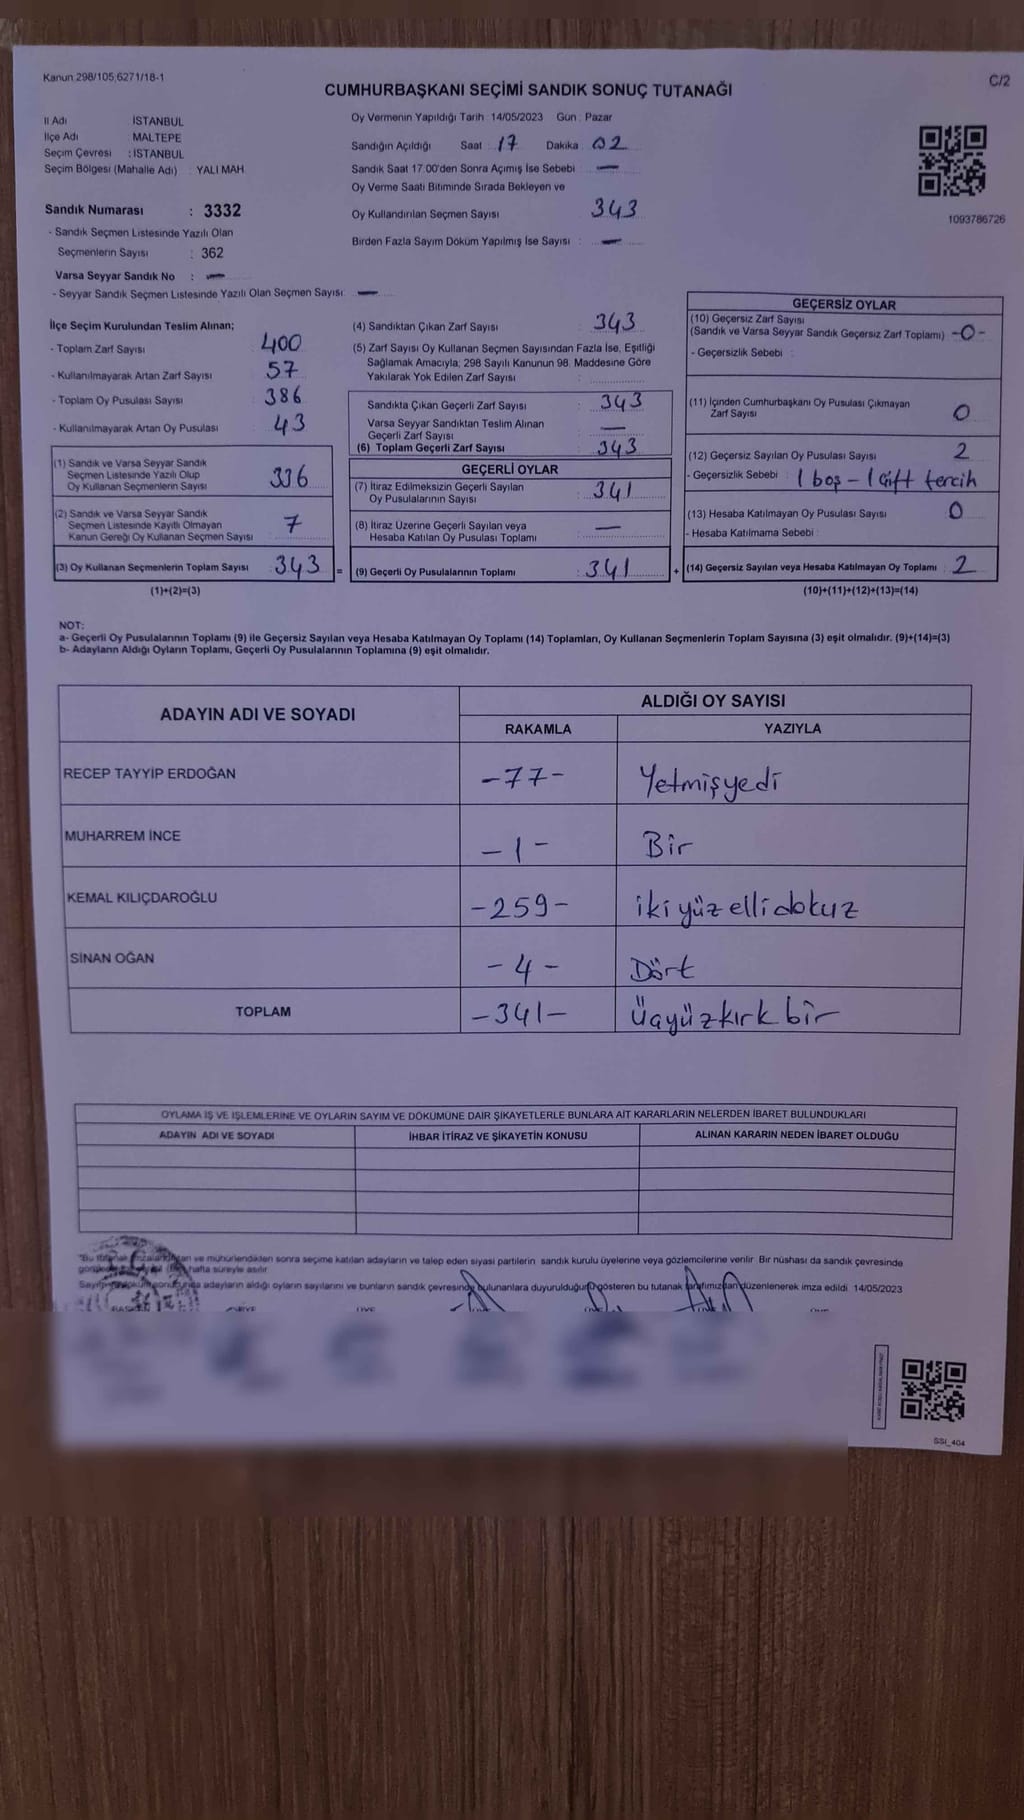 Kanun 298/105;6271/18-1
C/2
CUMHURBAŞKANI SEÇİMİ SANDIK SONUÇ TUTANAĞI
İl Adı İSTANBUL
İlçe Adı MALTEPE
Seçim Çevresi : İSTANBUL
Seçim Bölgesi (Mahalle Adı) : YALI MAH.
Sandık Numarası : 3332
- Sandık Seçmen Listesinde Yazılı Olan
Seçmenlerin Sayısı : 362
Varsa Seyyar Sandık No : —
- Seyyar Sandık Seçmen Listesinde Yazılı Olan Seçmen Sayısı: —
Oy Vermenin Yapıldığı Tarih : 14/05/2023 Gün : Pazar
Sandığın Açıldığı Saat : 17 Dakika : 02
Sandık Saat 17.00'den Sonra Açımış İse Sebebi : —
Oy Verme Saati Bitiminde Sırada Bekleyen ve
Oy Kullandırılan Seçmen Sayısı : 343
Birden Fazla Sayım Döküm Yapılmış İse Sayısı : —
1093786726
İlçe Seçim Kurulundan Teslim Alınan;
- Toplam Zarf Sayısı : 400
- Kullanılmayarak Artan Zarf Sayısı : 57
- Toplam Oy Pusulası Sayısı : 386
- Kullanılmayarak Artan Oy Pusulası : 43
(1) Sandık ve Varsa Seyyar Sandık
Seçmen Listesinde Yazılı Olup
Oy Kullanan Seçmenlerin Sayısı : 336
(2) Sandık ve Varsa Seyyar Sandık
Seçmen Listesinde Kayıtlı Olmayan
Kanun Gereği Oy Kullanan Seçmen Sayısı : 7
(3) Oy Kullanan Seçmenlerin Toplam Sayısı : 343 =
(1)+(2)=(3)
(4) Sandıktan Çıkan Zarf Sayısı : 343
(5) Zarf Sayısı Oy Kullanan Seçmen Sayısından Fazla İse, Eşitliği
Sağlamak Amacıyla; 298 Sayılı Kanunun 98. Maddesine Göre
Yakılarak Yok Edilen Zarf Sayısı :
Sandıkta Çıkan Geçerli Zarf Sayısı : 343
Varsa Seyyar Sandıktan Teslim Alınan
Geçerli Zarf Sayısı : —
(6) Toplam Geçerli Zarf Sayısı : 343
GEÇERLİ OYLAR
(7) İtiraz Edilmeksizin Geçerli Sayılan
Oy Pusulalarının Sayısı : 341
(8) İtiraz Üzerine Geçerli Sayılan veya
Hesaba Katılan Oy Pusulası Toplamı : —
(9) Geçerli Oy Pusulalarının Toplamı : 341 +
GEÇERSİZ OYLAR
(10) Geçersiz Zarf Sayısı
(Sandık ve Varsa Seyyar Sandık Geçersiz Zarf Toplamı) : -0-
- Geçersizlik Sebebi :
(11) İçinden Cumhurbaşkanı Oy Pusulası Çıkmayan
Zarf Sayısı : 0
(12) Geçersiz Sayılan Oy Pusulası Sayısı : 2
- Geçersizlik Sebebi : 1 boş - 1 çift tercih
(13) Hesaba Katılmayan Oy Pusulası Sayısı : 0
- Hesaba Katılmama Sebebi :
(14) Geçersiz Sayılan veya Hesaba Katılmayan Oy Toplamı : 2
(10)+(11)+(12)+(13)=(14)
NOT:
a- Geçerli Oy Pusulalarının Toplamı (9) ile Geçersiz Sayılan veya Hesaba Katılmayan Oy Toplamı (14) Toplamları, Oy Kullanan Seçmenlerin Toplam Sayısına (3) eşit olmalıdır. (9)+(14)=(3)
b- Adayların Aldığı Oyların Toplamı, Geçerli Oy Pusulalarının Toplamına (9) eşit olmalıdır.
ADAYIN ADI VE SOYADI
ALDIĞI OY SAYISI
RAKAMLA YAZIYLA
RECEP TAYYİP ERDOĞAN -77- Yetmişyedi
MUHARREM İNCE -1- Bir
KEMAL KILIÇDAROĞLU -259- ikiyüzellidokuz
SİNAN OĞAN -4- Dört
TOPLAM -341- Üçyüzkırkbir
OYLAMA İŞ VE İŞLEMLERİNE VE OYLARIN SAYIM VE DÖKÜMÜNE DAİR ŞİKAYETLERLE BUNLARA AİT KARARLARIN NELERDEN İBARET BULUNDUKLARI
ADAYIN ADI VE SOYADI İHBAR İTİRAZ VE ŞİKAYETİN KONUSU ALINAN KARARIN NEDEN İBARET OLDUĞU
ve mühürlendikten sonra seçime katılan adayların ve talep eden siyasi partilerin sandık kurulu üyelerine veya gözlemcilerine verilir. Bir nüshası da sandık çevresinde
hafta süreyle asılır.
adayların aldığı oyların sayılarını ve bunların sandık çevresinde bulunanlara duyurulduğunu gösteren bu tutanak tarafımızdan düzenlenerek imza edildi. 14/05/2023
SSI_404